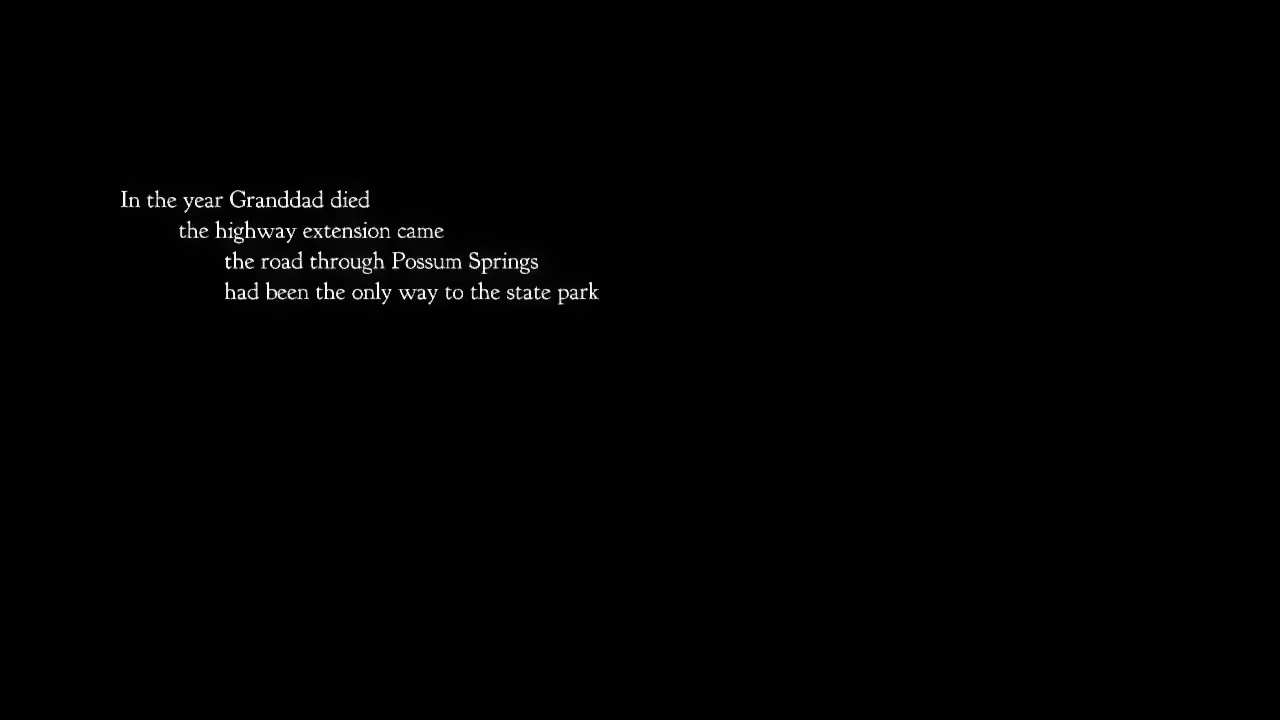 In the year Granddad died
the highway extension came
the road through Possum Springs
had been the only way to the state park